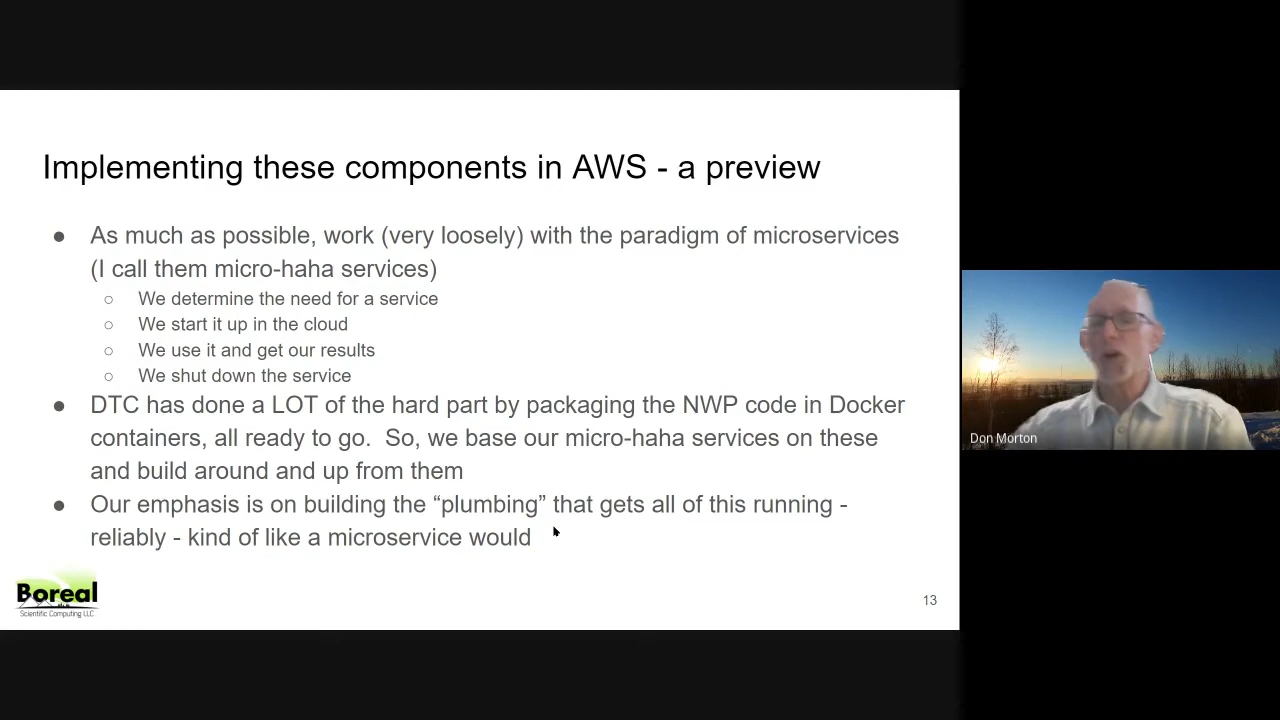 Implementing these components in AWS - a preview
● As much as possible, work (very loosely) with the paradigm of microservices
(I call them micro-haha services)
○ We determine the need for a service
○ We start it up in the cloud
○ We use it and get our results
○ We shut down the service
● DTC has done a LOT of the hard part by packaging the NWP code in Docker
containers, all ready to go.  So, we base our micro-haha services on these
and build around and up from them
● Our emphasis is on building the “plumbing” that gets all of this running -
reliably - kind of like a microservice would
Boreal
Scientific Computing LLC
13
Don Morton